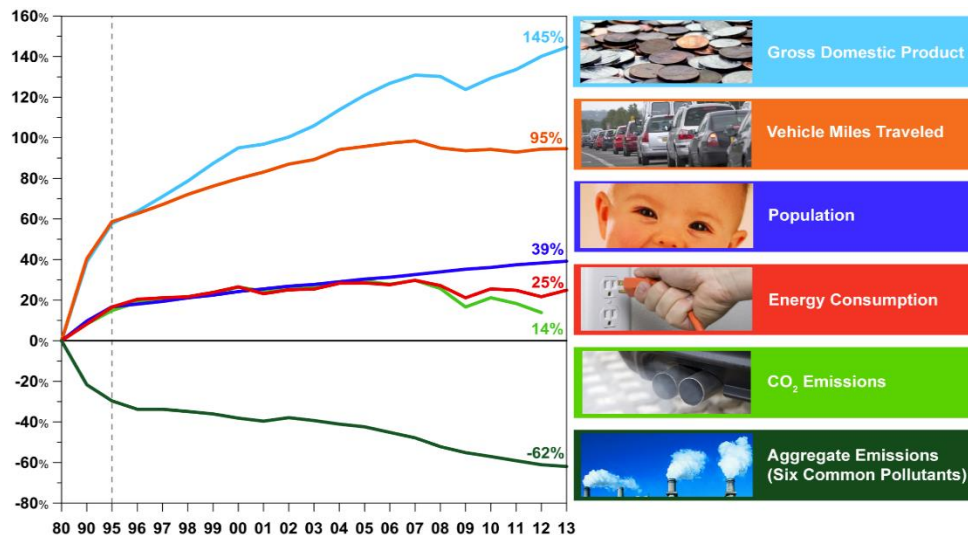 160%
140%
120%
100%
80%
60%
40%
20%
0%
-20%
-40%
-60%
-80%
145%
95%
39%
25%
14%
-62%
80 90 95 96 97 98 99 00 01 02 03 04 05 06 07 08 09 10 11 12 13
Gross Domestic Product
Vehicle Miles Traveled
Population
Energy Consumption
CO₂ Emissions
Aggregate Emissions
(Six Common Pollutants)